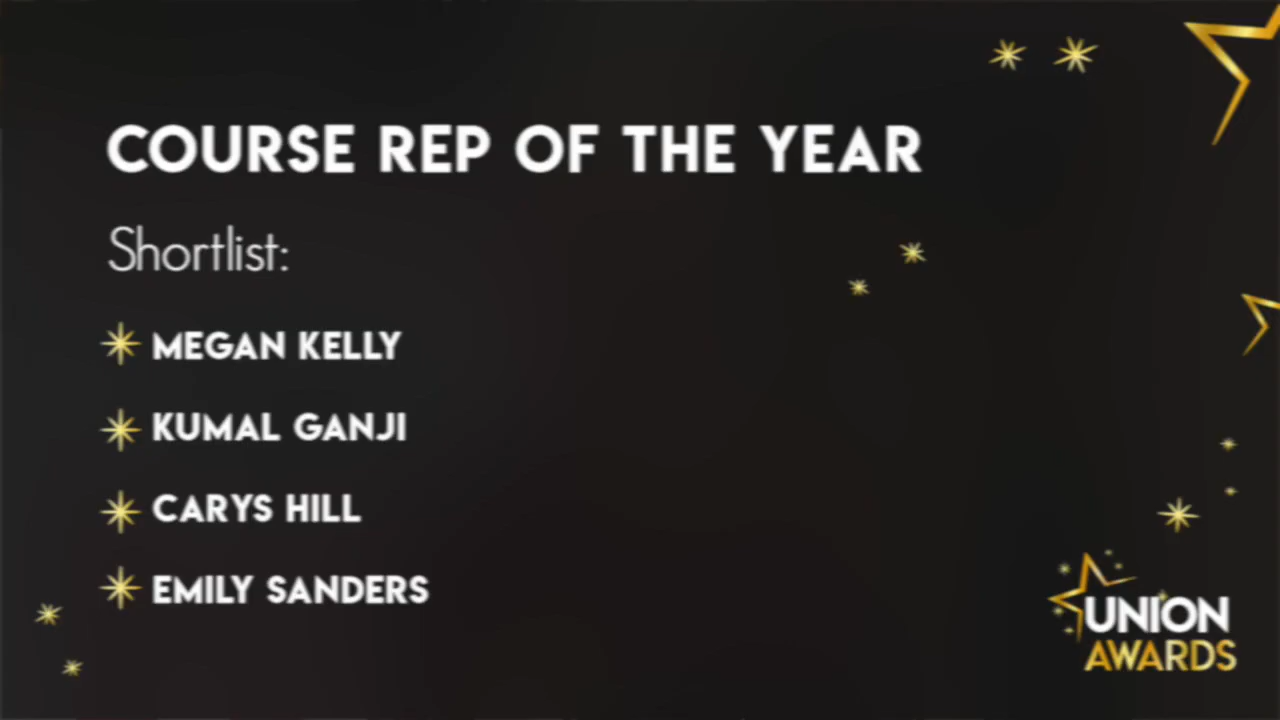 COURSE REP OF THE YEAR
Shortlist:
MEGAN KELLY
KUMAL GANJI
CARYS HILL
EMILY SANDERS
UNION
AWARDS